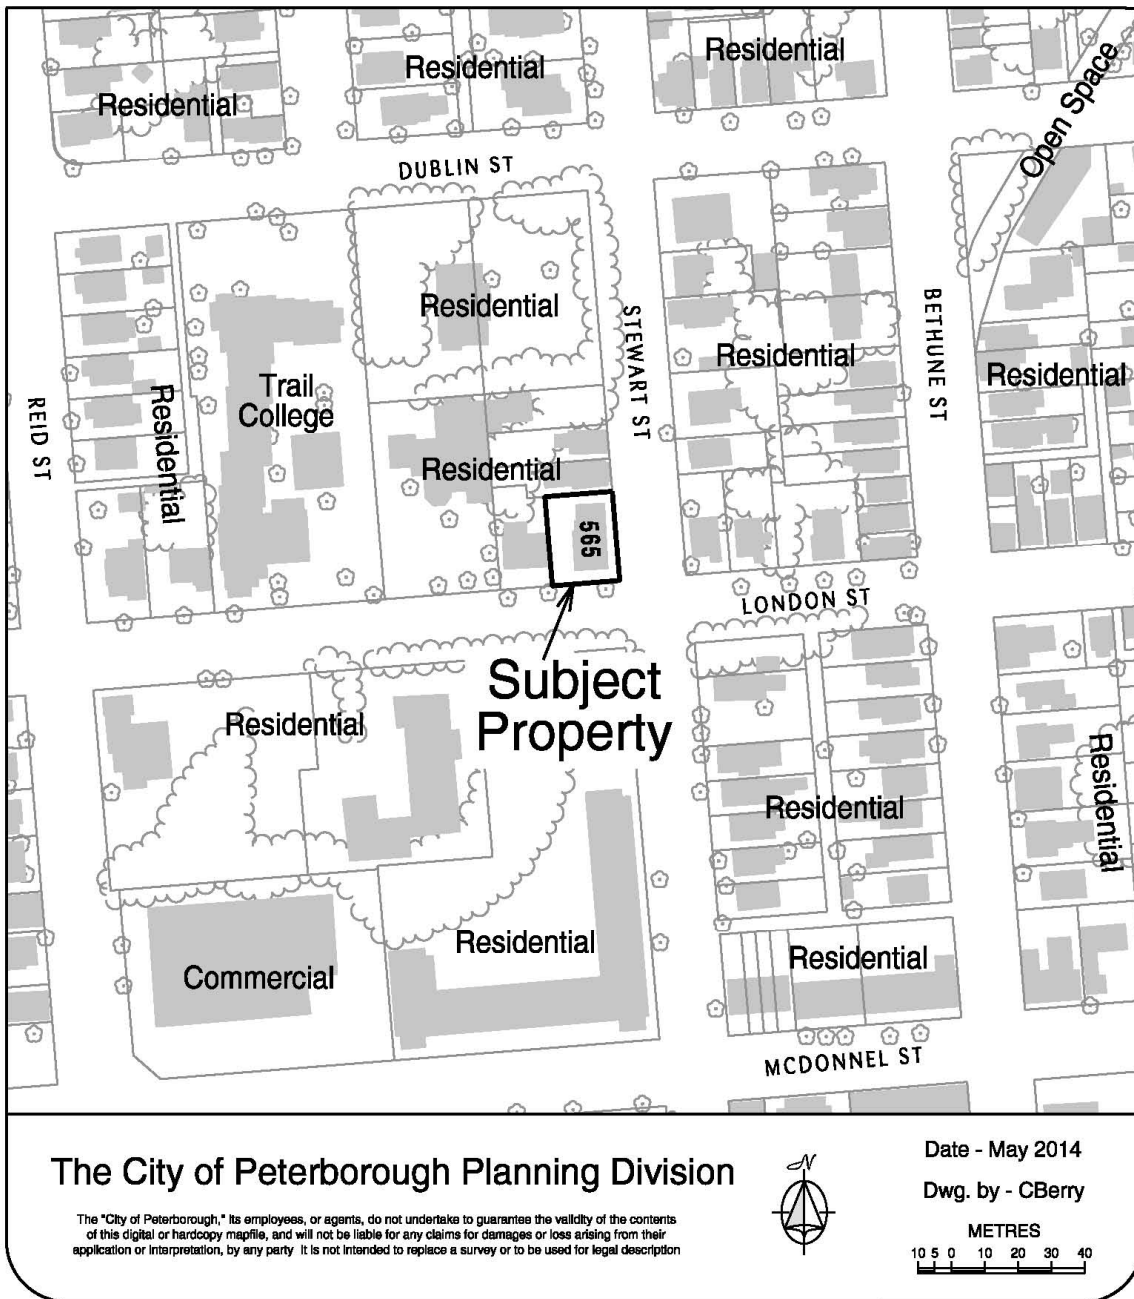 Residential
Residential
Residential
Open Space
DUBLIN ST
Residential
STEWART ST
BETHUNE ST
Residential
Residential
Trail
College
Residential
REID ST
Residential
565
LONDON ST
Subject
Property
Residential
Residential
Residential
Residential
Residential
Commercial
Residential
MCDONNEL ST
The City of Peterborough Planning Division
The "City of Peterborough," its employees, or agents, do not undertake to guarantee the validity of the contents
of this digital or hardcopy mapfile, and will not be liable for any claims for damages or loss arising from their
application or interpretation, by any party It is not intended to replace a survey or to be used for legal description
N
Date - May 2014
Dwg. by - CBerry
METRES
10 5 0 10 20 30 40